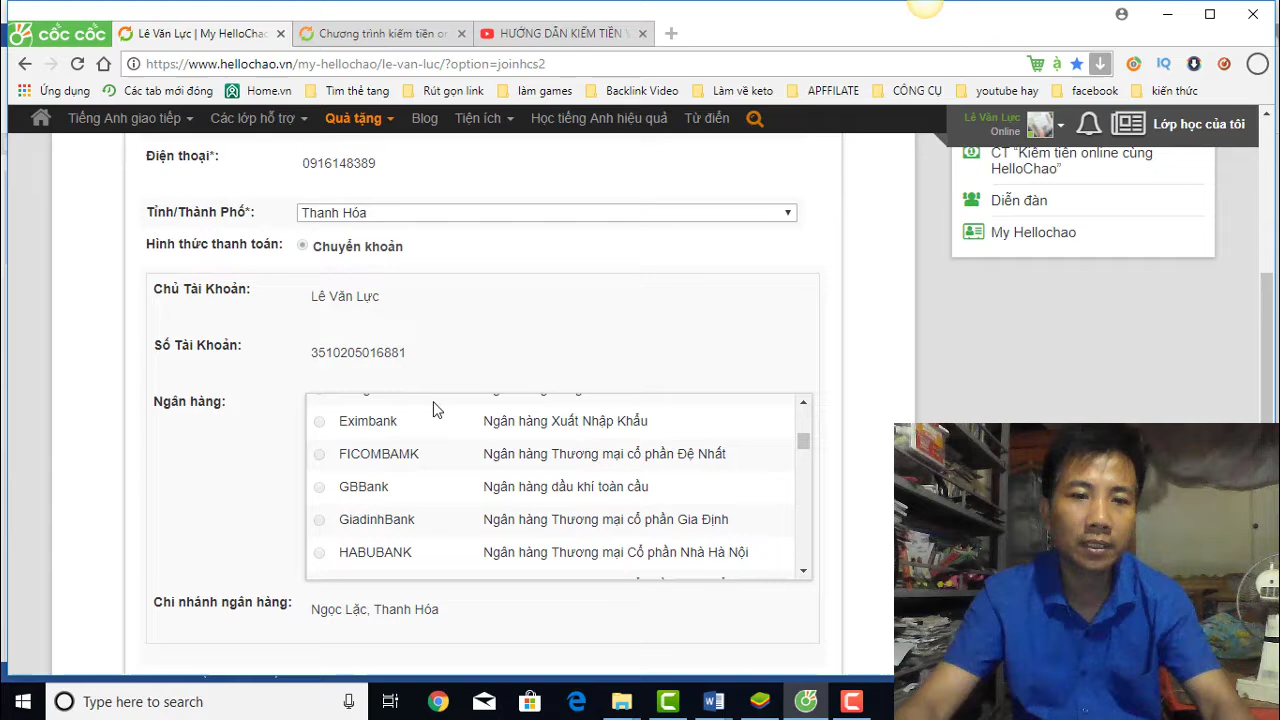 cốc cốc
Lê Văn Lực | My HelloChao
Chương trình kiếm tiền on
HƯỚNG DẪN KIẾM TIỀN
https://www.hellochao.vn/my-hellochao/le-van-luc/?option=joinhcs2
Ứng dụng Các tab mới đóng Home.vn Tim thẻ tang Rút gọn link làm games Backlink Video Làm vẽ keto APFFILATE CÔNG CỤ youtube hay facebook kiến thức
Tiếng Anh giao tiếp Các lớp hỗ trợ Quà tặng Blog Tiện ích Học tiếng Anh hiệu quả Từ điển
Lê Văn Lực
Online
Lớp học của tôi
Điện thoại*: 0916148389
Tỉnh/Thành Phố*: Thanh Hóa
Hình thức thanh toán: Chuyển khoản
Chủ Tài Khoản: Lê Văn Lực
Số Tài Khoản: 3510205016881
Ngân hàng:
Eximbank Ngân hàng Xuất Nhập Khẩu
FICOMBAMK Ngân hàng Thương mại cổ phần Đệ Nhất
GBBank Ngân hàng dầu khí toàn cầu
GiadinhBank Ngân hàng Thương mại cổ phần Gia Định
HABUBANK Ngân hàng Thương mại Cổ phần Nhà Hà Nội
Chi nhánh ngân hàng: Ngọc Lặc, Thanh Hóa
CT “Kiếm tiền online cùng
HelloChao”
Diễn đàn
My Hellochao
Type here to search